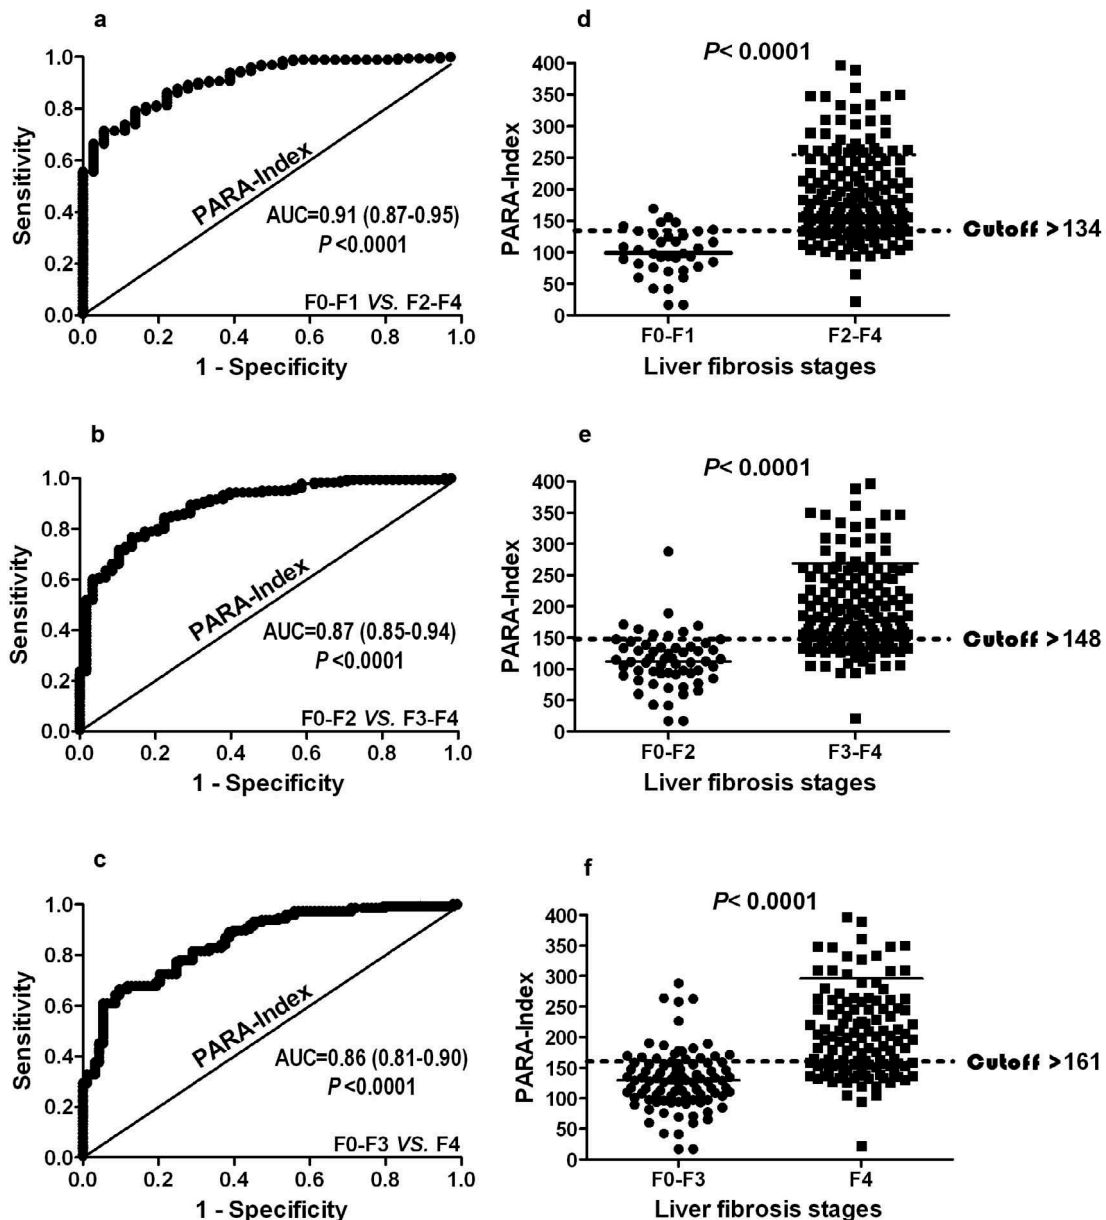 a
1.0
0.8
0.6
0.4
0.2
0.0
Sensitivity
PARA-Index
AUC=0.91 (0.87-0.95)
P <0.0001
F0-F1 VS. F2-F4
0.0 0.2 0.4 0.6 0.8 1.0
1 - Specificity
d
P< 0.0001
400
350
300
250
200
150
100
50
0
PARA-Index
Cutoff >134
F0-F1 F2-F4
Liver fibrosis stages
b
1.0
0.8
0.6
0.4
0.2
0.0
Sensitivity
PARA-Index
AUC=0.87 (0.85-0.94)
P <0.0001
F0-F2 VS. F3-F4
0.0 0.2 0.4 0.6 0.8 1.0
1 - Specificity
e
P< 0.0001
400
350
300
250
200
150
100
50
0
PARA-Index
Cutoff >148
F0-F2 F3-F4
Liver fibrosis stages
c
1.0
0.8
0.6
0.4
0.2
0.0
Sensitivity
PARA-Index
AUC=0.86 (0.81-0.90)
P <0.0001
F0-F3 VS. F4
0.0 0.2 0.4 0.6 0.8 1.0
1 - Specificity
f
P< 0.0001
400
350
300
250
200
150
100
50
0
PARA-Index
Cutoff >161
F0-F3 F4
Liver fibrosis stages